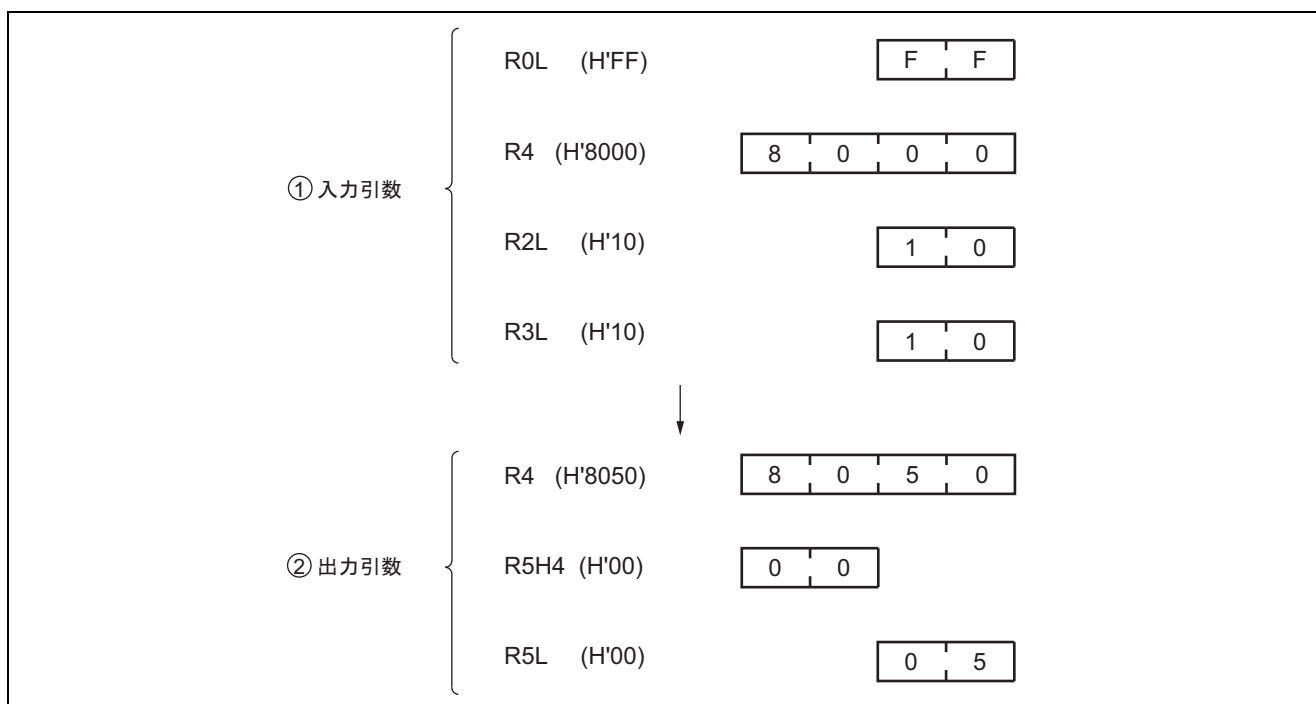 R0L (H'FF) F F
R4 (H'8000) 8 0 0 0
① 入力引数
R2L (H'10) 1 0
R3L (H'10) 1 0
R4 (H'8050) 8 0 5 0
② 出力引数
R5H4 (H'00) 0 0
R5L (H'00) 0 5